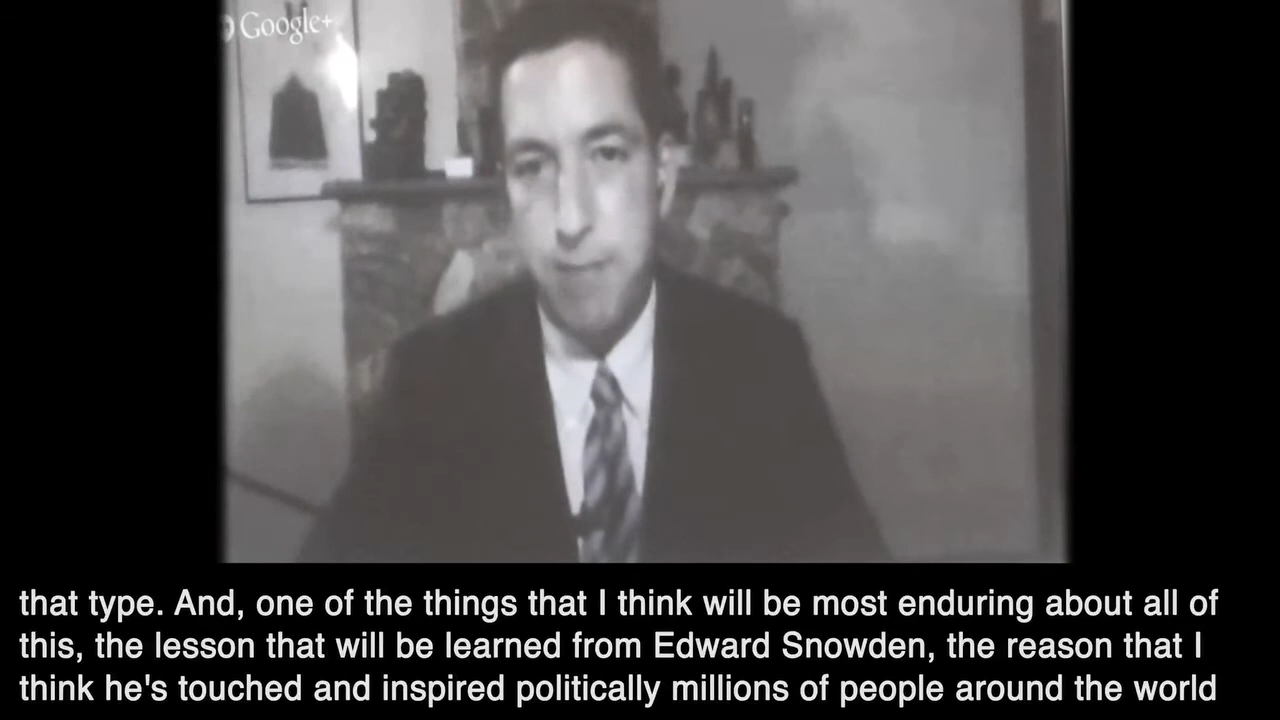 Google+
that type. And, one of the things that I think will be most enduring about all of
this, the lesson that will be learned from Edward Snowden, the reason that I
think he's touched and inspired politically millions of people around the world